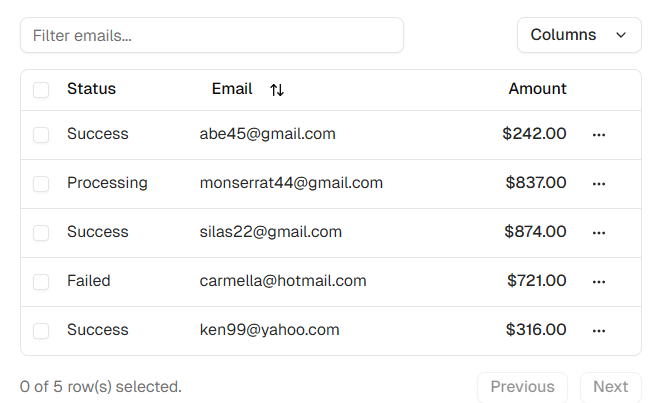 Filter emails...
Columns
Status Email Amount
Success abe45@gmail.com $242.00 ...
Processing monserrat44@gmail.com $837.00 ...
Success silas22@gmail.com $874.00 ...
Failed carmella@hotmail.com $721.00 ...
Success ken99@yahoo.com $316.00 ...
0 of 5 row(s) selected.
Previous
Next